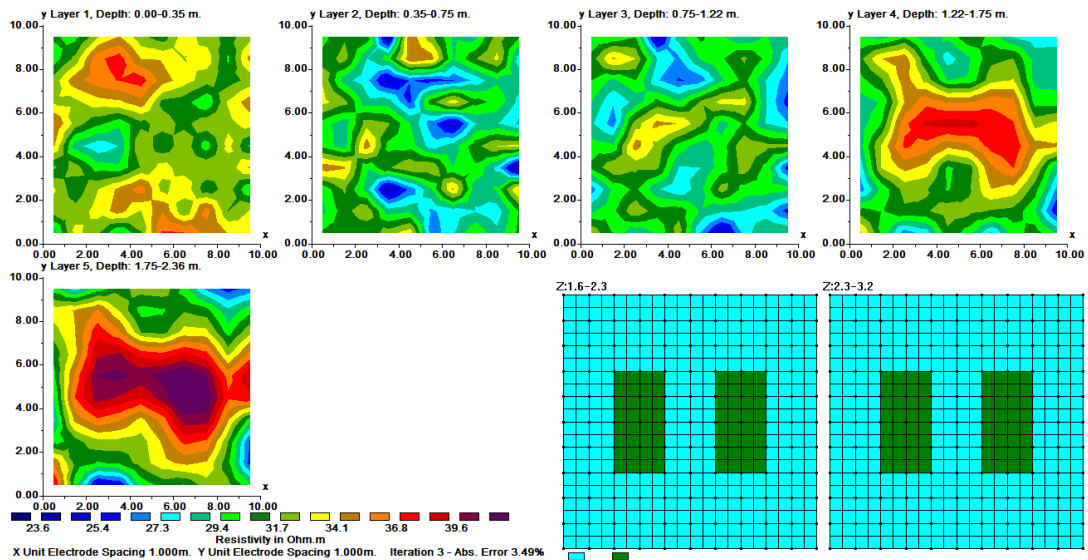 y Layer 1, Depth: 0.00-0.35 m.
y Layer 2, Depth: 0.35-0.75 m.
y Layer 3, Depth: 0.75-1.22 m.
y Layer 4, Depth: 1.22-1.75 m.
10.00 10.00 10.00 10.00
8.00 8.00 8.00 8.00
6.00 6.00 6.00 6.00
4.00 4.00 4.00 4.00
2.00 2.00 2.00 2.00
0.00 x 0.00 x 0.00 x 0.00 x
0.00 2.00 4.00 6.00 8.00 10.00 0.00 2.00 4.00 6.00 8.00 10.00 0.00 2.00 4.00 6.00 8.00 10.00 0.00 2.00 4.00 6.00 8.00 10.00
y Layer 5, Depth: 1.75-2.36 m.
10.00
8.00
6.00
4.00
2.00
0.00 x
0.00 2.00 4.00 6.00 8.00 10.00
Z:1.6-2.3
Z:2.3-3.2
23.6 25.4 27.3 29.4 31.7 34.1 36.8 39.6
Resistivity in Ohm.m
X Unit Electrode Spacing 1.000m. Y Unit Electrode Spacing 1.000m. Iteration 3 - Abs. Error 3.49%